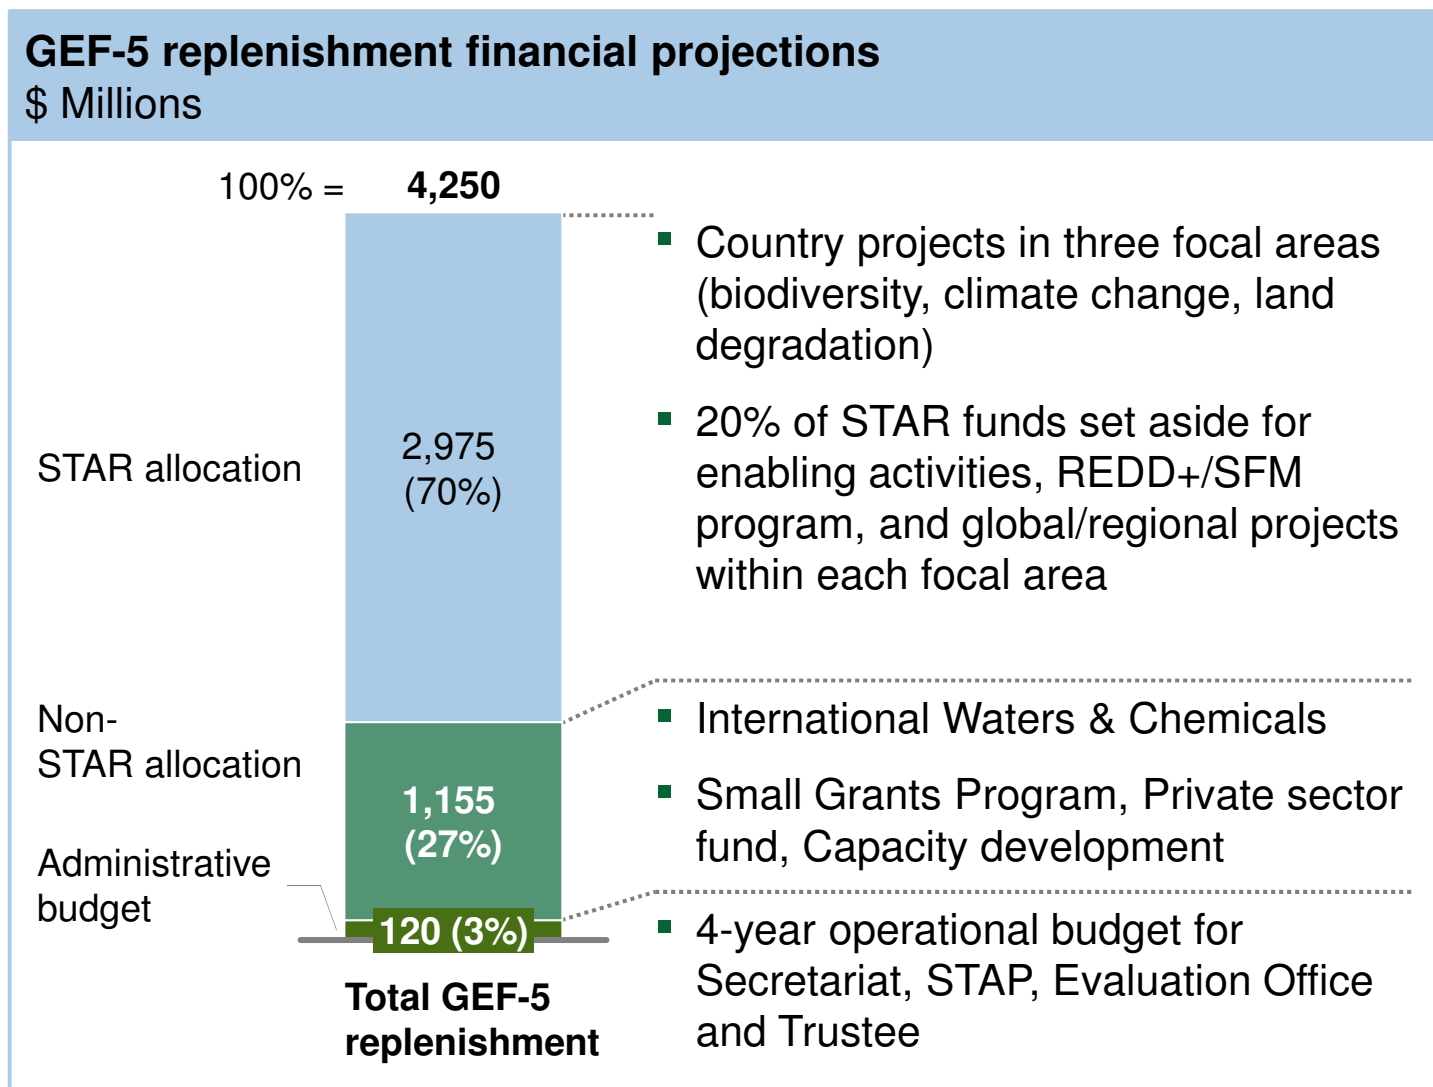 GEF-5 replenishment financial projections
$ Millions
100% = 4,250
STAR allocation
2,975
(70%)
Non-
STAR allocation
1,155
(27%)
Administrative
budget
120 (3%)
Total GEF-5
replenishment
▪ Country projects in three focal areas
(biodiversity, climate change, land
degradation)
▪ 20% of STAR funds set aside for
enabling activities, REDD+/SFM
program, and global/regional projects
within each focal area
▪ International Waters & Chemicals
▪ Small Grants Program, Private sector
fund, Capacity development
▪ 4-year operational budget for
Secretariat, STAP, Evaluation Office
and Trustee